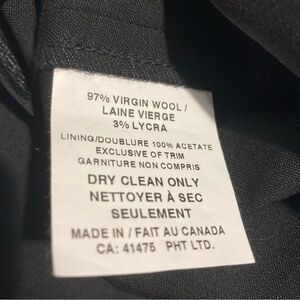 97% VIRGIN WOOL /
LAINE VIERGE
3% LYCRA
LINING/DOUBLURE 100% ACETATE
EXCLUSIVE OF TRIM
GARNITURE NON COMPRIS
DRY CLEAN ONLY
NETTOYER À SEC
SEULEMENT
MADE IN / FAIT AU CANADA
CA: 41475 PHT LTD.